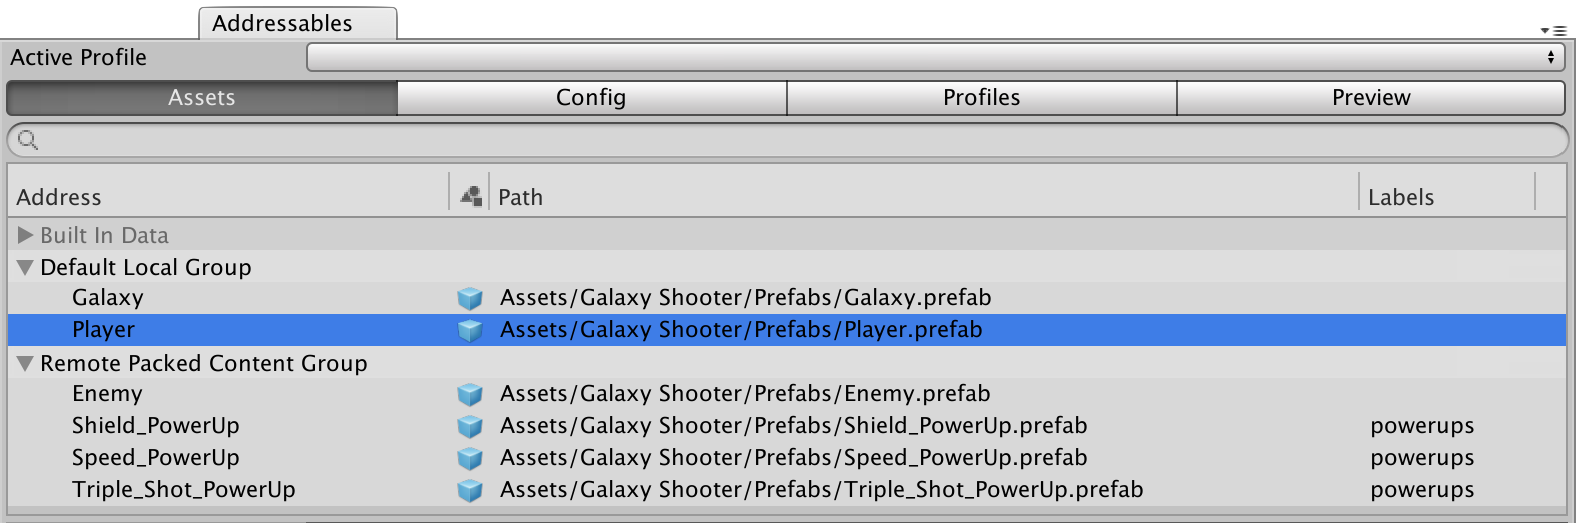 Addressables
Active Profile
Assets Config Profiles Preview
Address Path Labels
Built In Data
Default Local Group
Galaxy Assets/Galaxy Shooter/Prefabs/Galaxy.prefab
Player Assets/Galaxy Shooter/Prefabs/Player.prefab
Remote Packed Content Group
Enemy Assets/Galaxy Shooter/Prefabs/Enemy.prefab
Shield_PowerUp Assets/Galaxy Shooter/Prefabs/Shield_PowerUp.prefab powerups
Speed_PowerUp Assets/Galaxy Shooter/Prefabs/Speed_PowerUp.prefab powerups
Triple_Shot_PowerUp Assets/Galaxy Shooter/Prefabs/Triple_Shot_PowerUp.prefab powerups